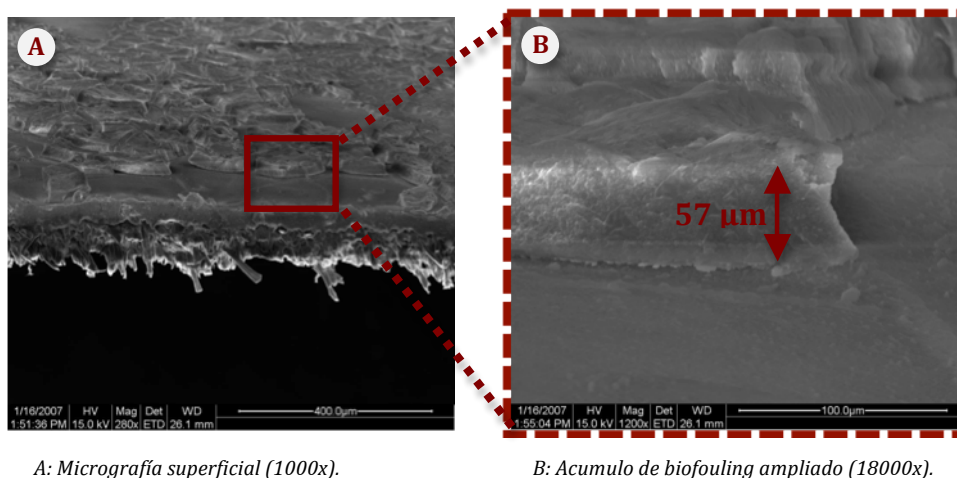 A
B
57 µm
1/16/2007 HV Mag Det WD 400.0µm
1:51:36 PM 15.0 kV 280x ETD 26.1 mm
1/16/2007 HV Mag Det WD 100.0µm
1:55:04 PM 15.0 kV 1200x ETD 26.1 mm
A: Micrografía superficial (1000x).
B: Acumulo de biofouling ampliado (18000x).